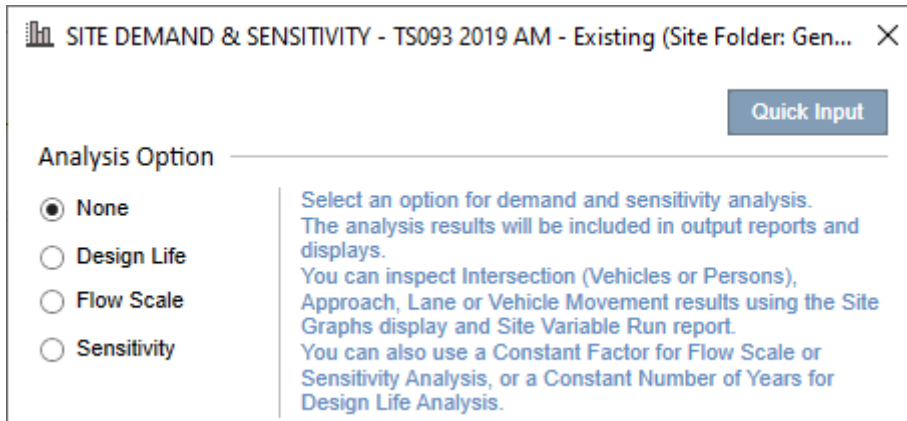 SITE DEMAND & SENSITIVITY - TS093 2019 AM - Existing (Site Folder: Gen...
Quick Input
Analysis Option
None
Design Life
Flow Scale
Sensitivity
Select an option for demand and sensitivity analysis.
The analysis results will be included in output reports and
displays.
You can inspect Intersection (Vehicles or Persons),
Approach, Lane or Vehicle Movement results using the Site
Graphs display and Site Variable Run report.
You can also use a Constant Factor for Flow Scale or
Sensitivity Analysis, or a Constant Number of Years for
Design Life Analysis.